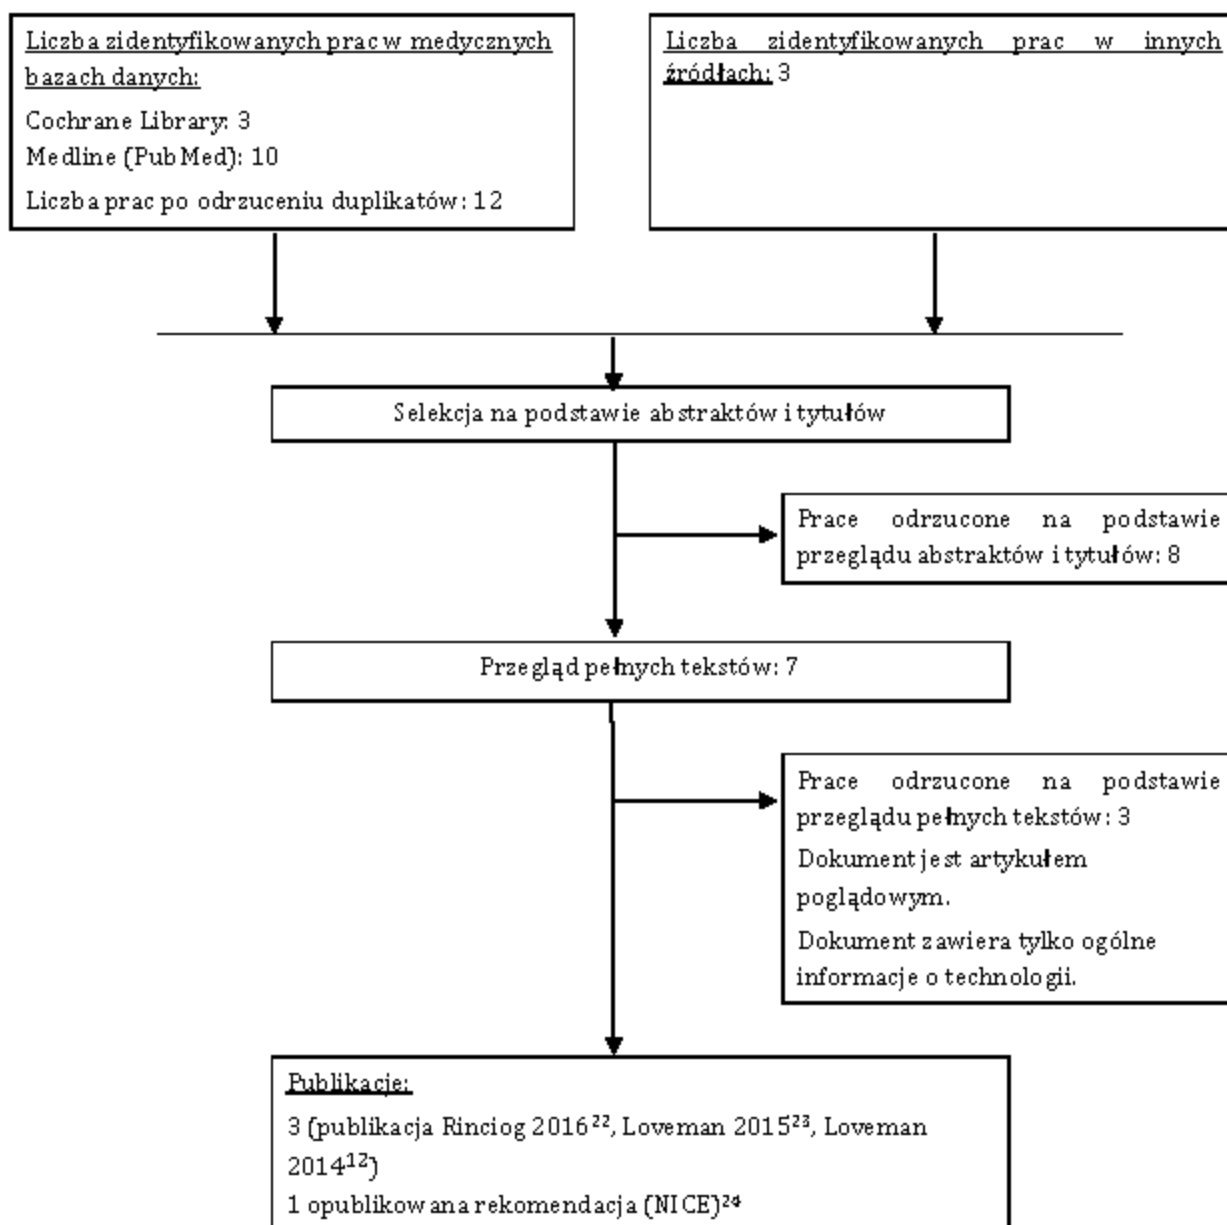 Liczba zidentyfikowanych prac w medycznych
bazach danych:
Cochrane Library: 3
Medline (PubMed): 10
Liczba prac po odrzuceniu duplikatów: 12
Liczba zidentyfikowanych prac w innych
źródłach: 3
Selekcja na podstawie abstraktów i tytułów
Prace odrzucone na podstawie
przeglądu abstraktów i tytułów: 8
Przegląd pełnych tekstów: 7
Prace odrzucone na podstawie
przeglądu pełnych tekstów: 3
Dokument jest artykułem
poglądowym.
Dokument zawiera tylko ogólne
informacje o technologii.
Publikacje:
3 (publikacja Rinciog 2016²², Loveman 2015²³, Loveman
2014¹²)
1 opublikowana rekomendacja (NICE)²⁴